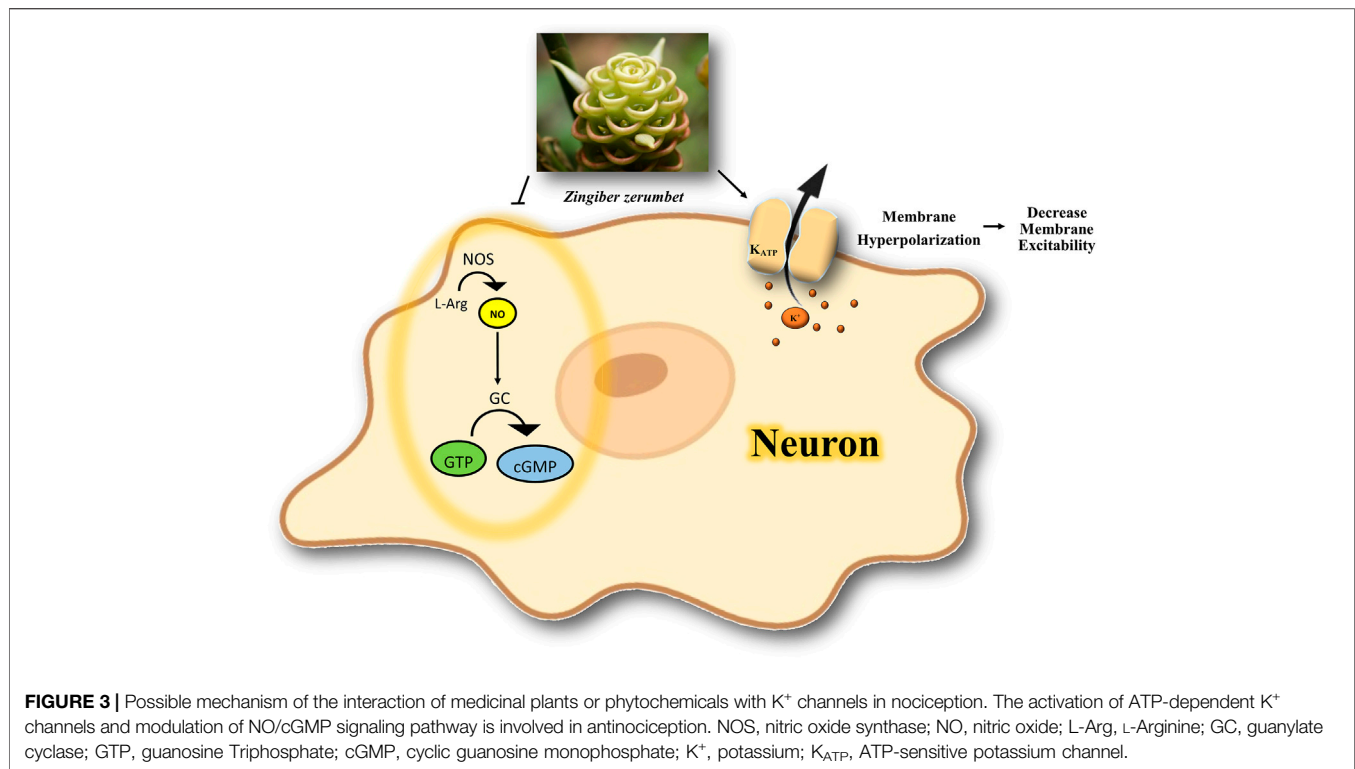 Zingiber zerumbet
NOS
L-Arg
NO
GC
GTP
cGMP
K_ATP
K⁺
Membrane
Hyperpolarization
Decrease
Membrane
Excitability
Neuron
FIGURE 3 | Possible mechanism of the interaction of medicinal plants or phytochemicals with K⁺ channels in nociception. The activation of ATP-dependent K⁺
channels and modulation of NO/cGMP signaling pathway is involved in antinociception. NOS, nitric oxide synthase; NO, nitric oxide; L-Arg, ʟ-Arginine; GC, guanylate
cyclase; GTP, guanosine Triphosphate; cGMP, cyclic guanosine monophosphate; K⁺, potassium; K_ATP, ATP-sensitive potassium channel.